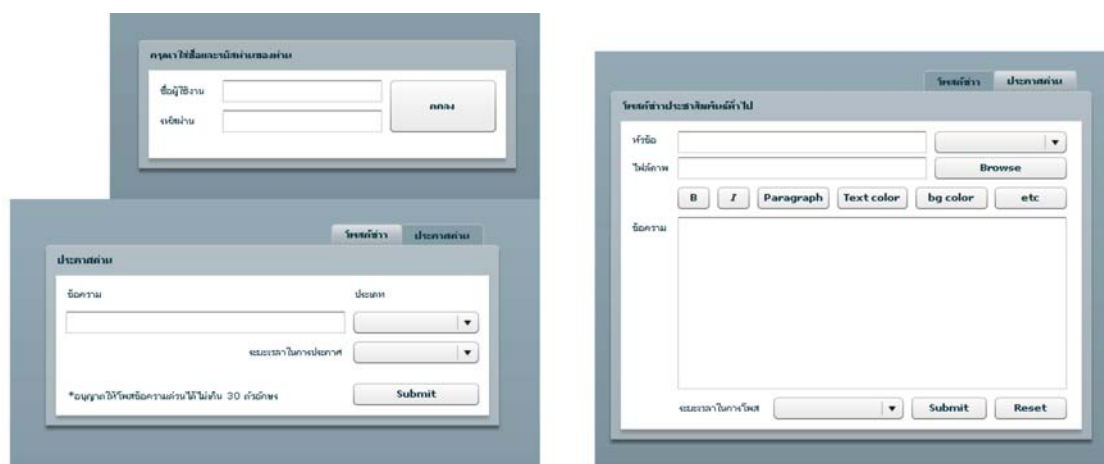 กรุณาใส่ชื่อและรหัสผ่านของท่าน
ชื่อผู้ใช้งาน
ตกลง
รหัสผ่าน
โพสต์ข่าว ประกาศด่วน
ประกาศด่วน
ข้อความ ประเภท
ระยะเวลาในการประกาศ
*อนุญาตให้โพสข้อความด่วนได้ไม่เกิน 30 ตัวอักษร Submit
โพสต์ข่าว ประกาศด่วน
โพสต์ข่าวประชาสัมพันธ์ทั่วไป
หัวข้อ
ไฟล์ภาพ Browse
B I Paragraph Text color bg color etc
ข้อความ
ระยะเวลาในการโพส Submit Reset